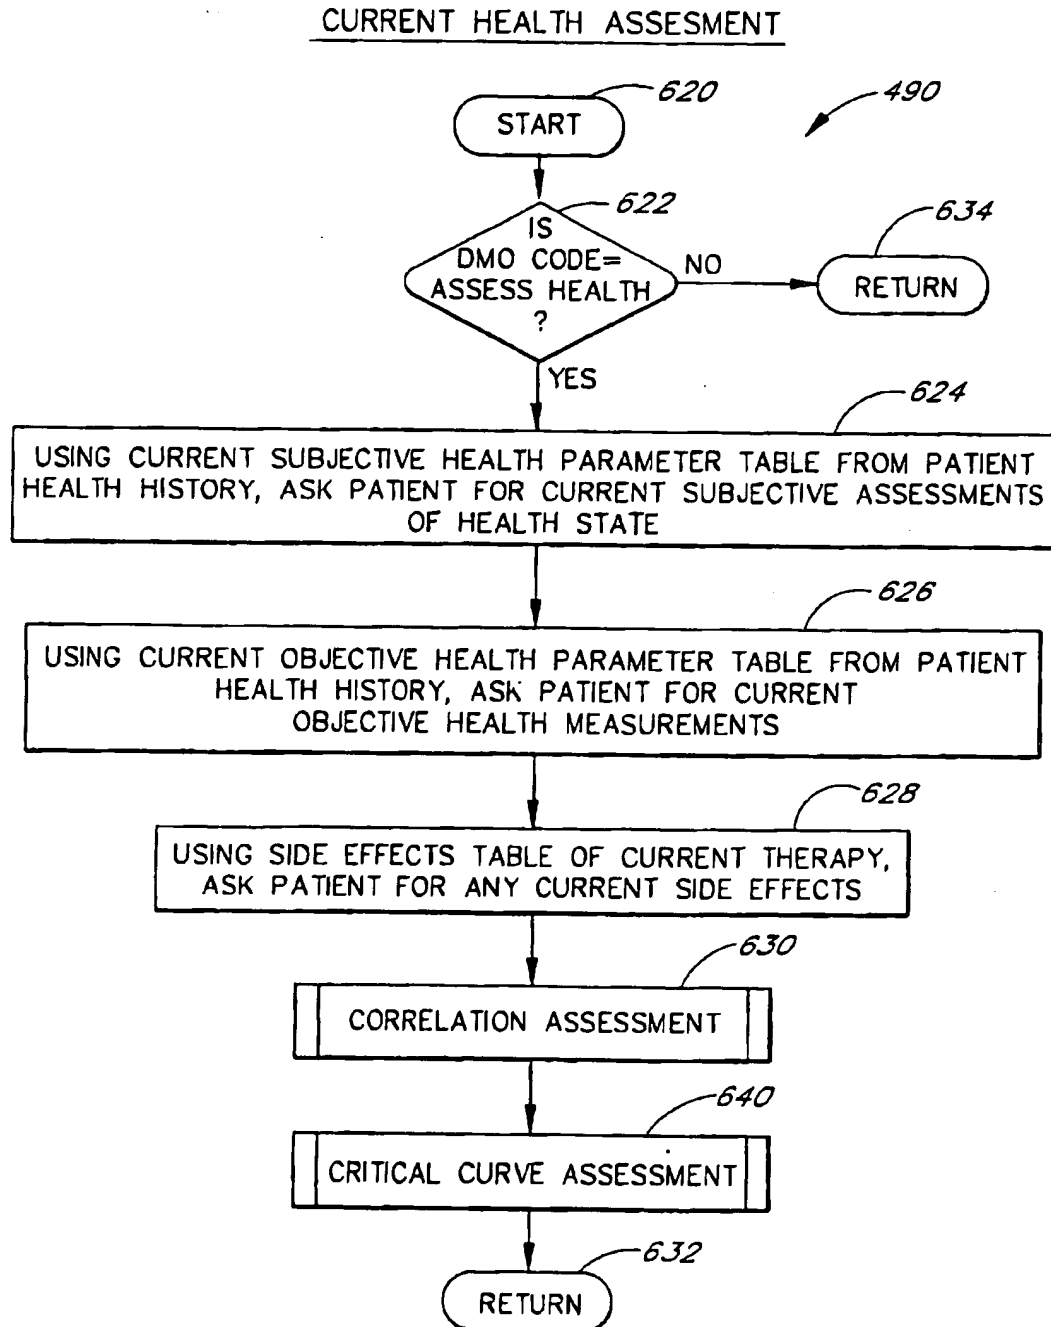 CURRENT HEALTH ASSESMENT
620
START
490
622
IS
DMO CODE=
ASSESS HEALTH
?
NO
634
RETURN
YES
624
USING CURRENT SUBJECTIVE HEALTH PARAMETER TABLE FROM PATIENT
HEALTH HISTORY, ASK PATIENT FOR CURRENT SUBJECTIVE ASSESSMENTS
OF HEALTH STATE
626
USING CURRENT OBJECTIVE HEALTH PARAMETER TABLE FROM PATIENT
HEALTH HISTORY, ASK PATIENT FOR CURRENT
OBJECTIVE HEALTH MEASUREMENTS
628
USING SIDE EFFECTS TABLE OF CURRENT THERAPY,
ASK PATIENT FOR ANY CURRENT SIDE EFFECTS
630
CORRELATION ASSESSMENT
640
CRITICAL CURVE ASSESSMENT
632
RETURN